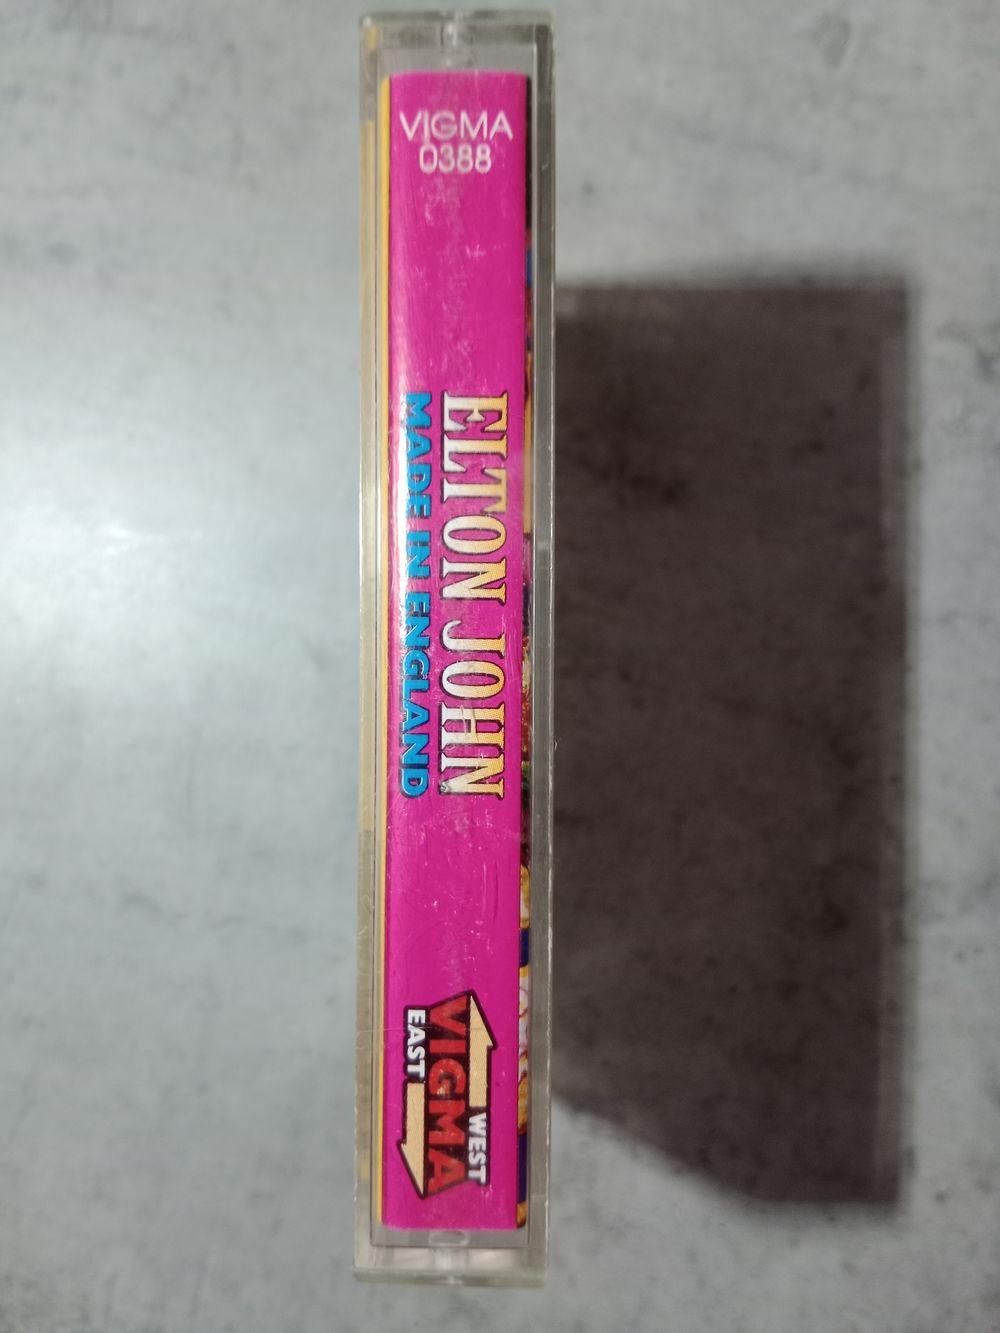 VIGMA
0388
ELTON JOHN
MADE IN ENGLAND
WEST
VIGMA
EAST